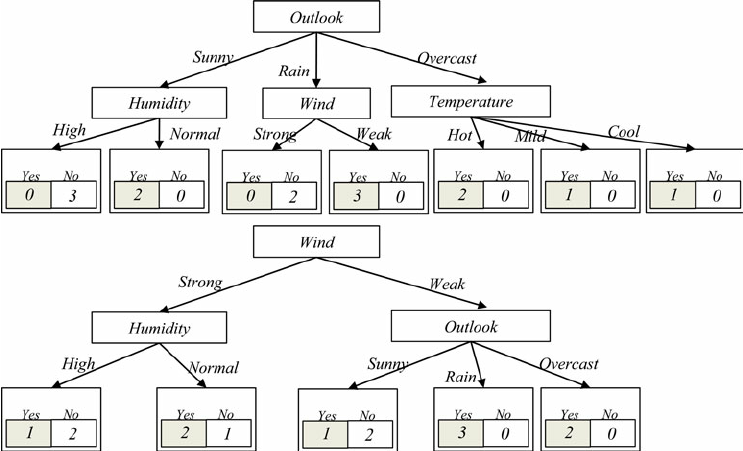 Outlook
Sunny Rain Overcast
Humidity Wind Temperature
High Normal Strong Weak Hot Mild Cool
Yes No Yes No Yes No Yes No Yes No Yes No Yes No
0 3 2 0 0 2 3 0 2 0 1 0 1 0
Wind
Strong Weak
Humidity Outlook
High Normal Sunny Rain Overcast
Yes No Yes No Yes No Yes No Yes No
1 2 2 1 1 2 3 0 2 0